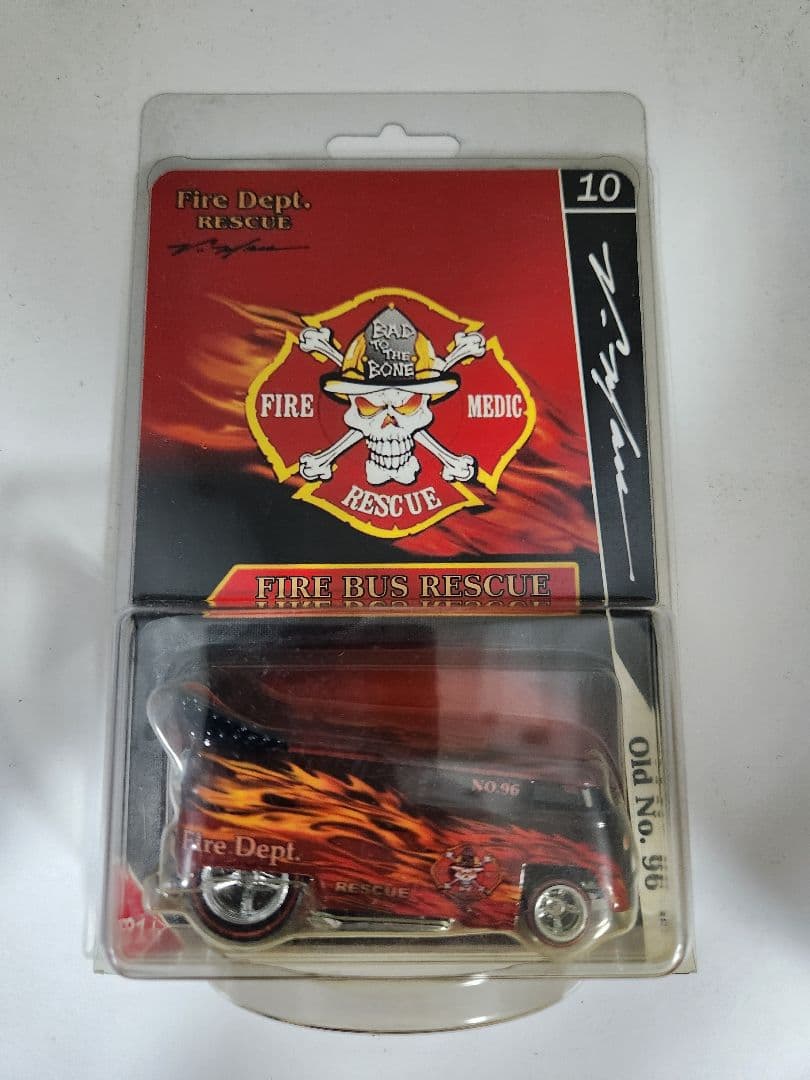 Fire Dept.
RESCUE
10
BAD
TO
THE
BONE
FIRE
MEDIC
RESCUE
FIRE BUS RESCUE
NO.96
Fire Dept.
RESCUE
Old No. 96